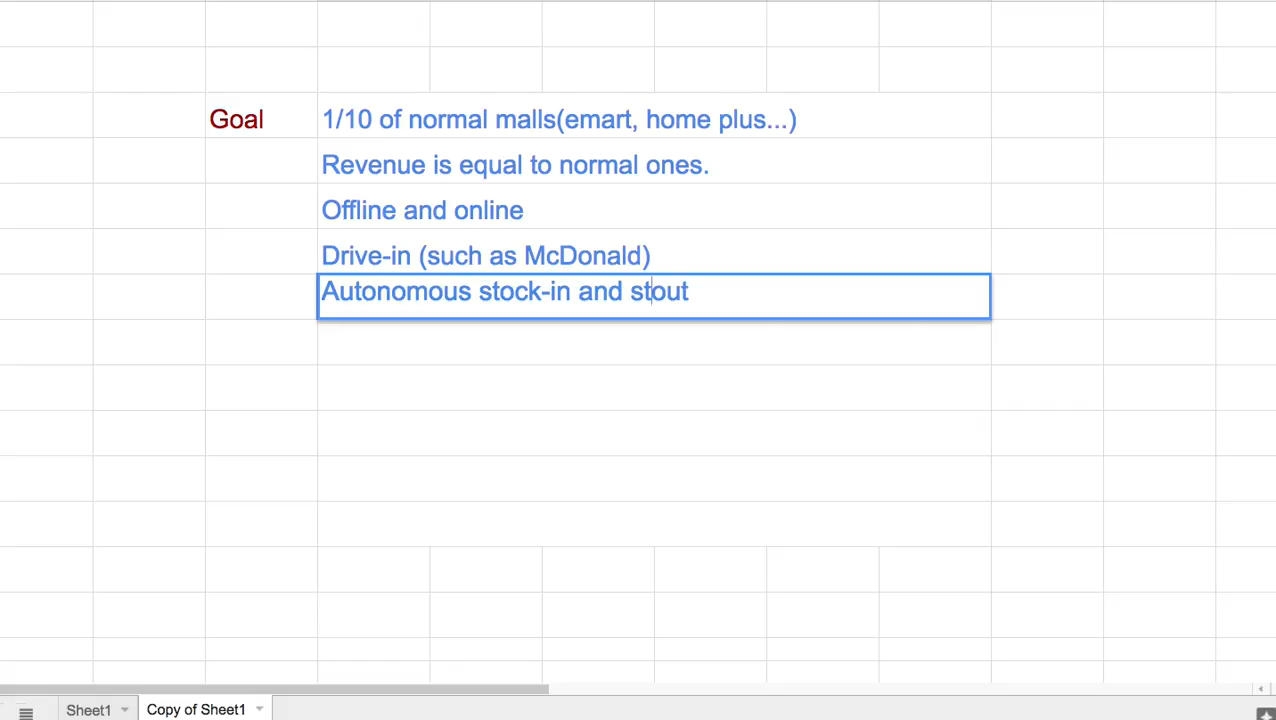 Goal 1/10 of normal malls(emart, home plus...)
Revenue is equal to normal ones.
Offline and online
Drive-in (such as McDonald)
Autonomous stock-in and stout
Sheet1 Copy of Sheet1